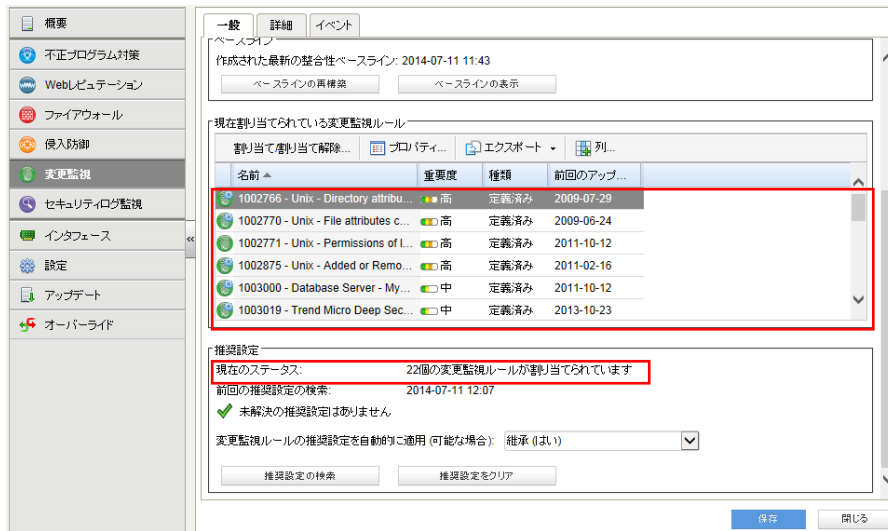 概要
不正プログラム対策
Webレピュテーション
ファイアウォール
侵入防御
変更監視
セキュリティログ監視
インタフェース
設定
アップデート
オーバーライド
一般 詳細 イベント
ベースライン
作成された最新の整合性ベースライン: 2014-07-11 11:43
ベースラインの再構築 ベースラインの表示
現在割り当てられている変更監視ルール
割り当て/割り当て解除... プロパティ... エクスポート 列...
名前 重要度 種類 前回のアップ...
1002766 - Unix - Directory attribu... 高 定義済み 2009-07-29
1002770 - Unix - File attributes c... 高 定義済み 2009-06-24
1002771 - Unix - Permissions of l... 高 定義済み 2011-10-12
1002875 - Unix - Added or Remo... 高 定義済み 2011-02-16
1003000 - Database Server - My... 中 定義済み 2011-10-12
1003019 - Trend Micro Deep Sec... 中 定義済み 2013-10-23
推奨設定
現在のステータス: 22個の変更監視ルールが割り当てられています
前回の推奨設定の検索: 2014-07-11 12:07
未解決の推奨設定はありません
変更監視ルールの推奨設定を自動的に適用 (可能な場合): 継承 (はい)
推奨設定の検索 推奨設定をクリア
保存 閉じる